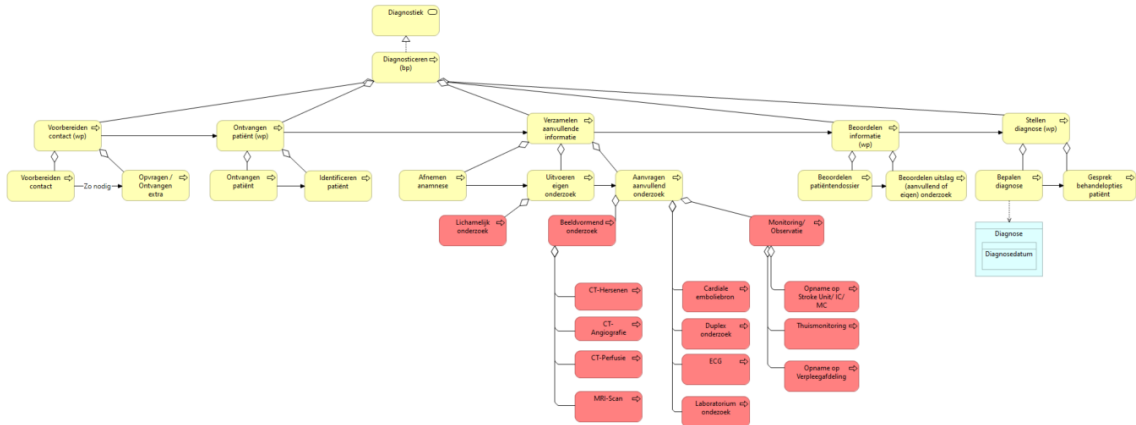 Diagnostiek
Diagnosticeren
(bp)
Voorbereiden
contact (wp)
Ontvangen
patiënt (wp)
Verzamelen
aanvullende
informatie
Beoordelen
informatie
(wp)
Stellen
diagnose (wp)
Voorbereiden
contact
Zo nodig
Opvragen /
Ontvangen
extra
Ontvangen
patiënt
Identificeren
patiënt
Afnemen
anamnese
Uitvoeren
eigen
onderzoek
Aanvragen
aanvullend
onderzoek
Beoordelen
patiëntendossier
Beoordelen uitslag
(aanvullend of
eigen) onderzoek
Bepalen
diagnose
Gesprek
behandelopties
patiënt
Lichamelijk
onderzoek
Beeldvormend
onderzoek
Monitoring/
Observatie
Diagnose
Diagnosedatum
CT-Hersenen
CT-
Angiografie
CT-Perfusie
MRI-Scan
Cardiale
emboliebron
Duplex
onderzoek
ECG
Laboratorium
ondezoek
Opname op
Stroke Unit/ IC/
MC
Thuismonitoring
Opname op
Verpleegafdeling